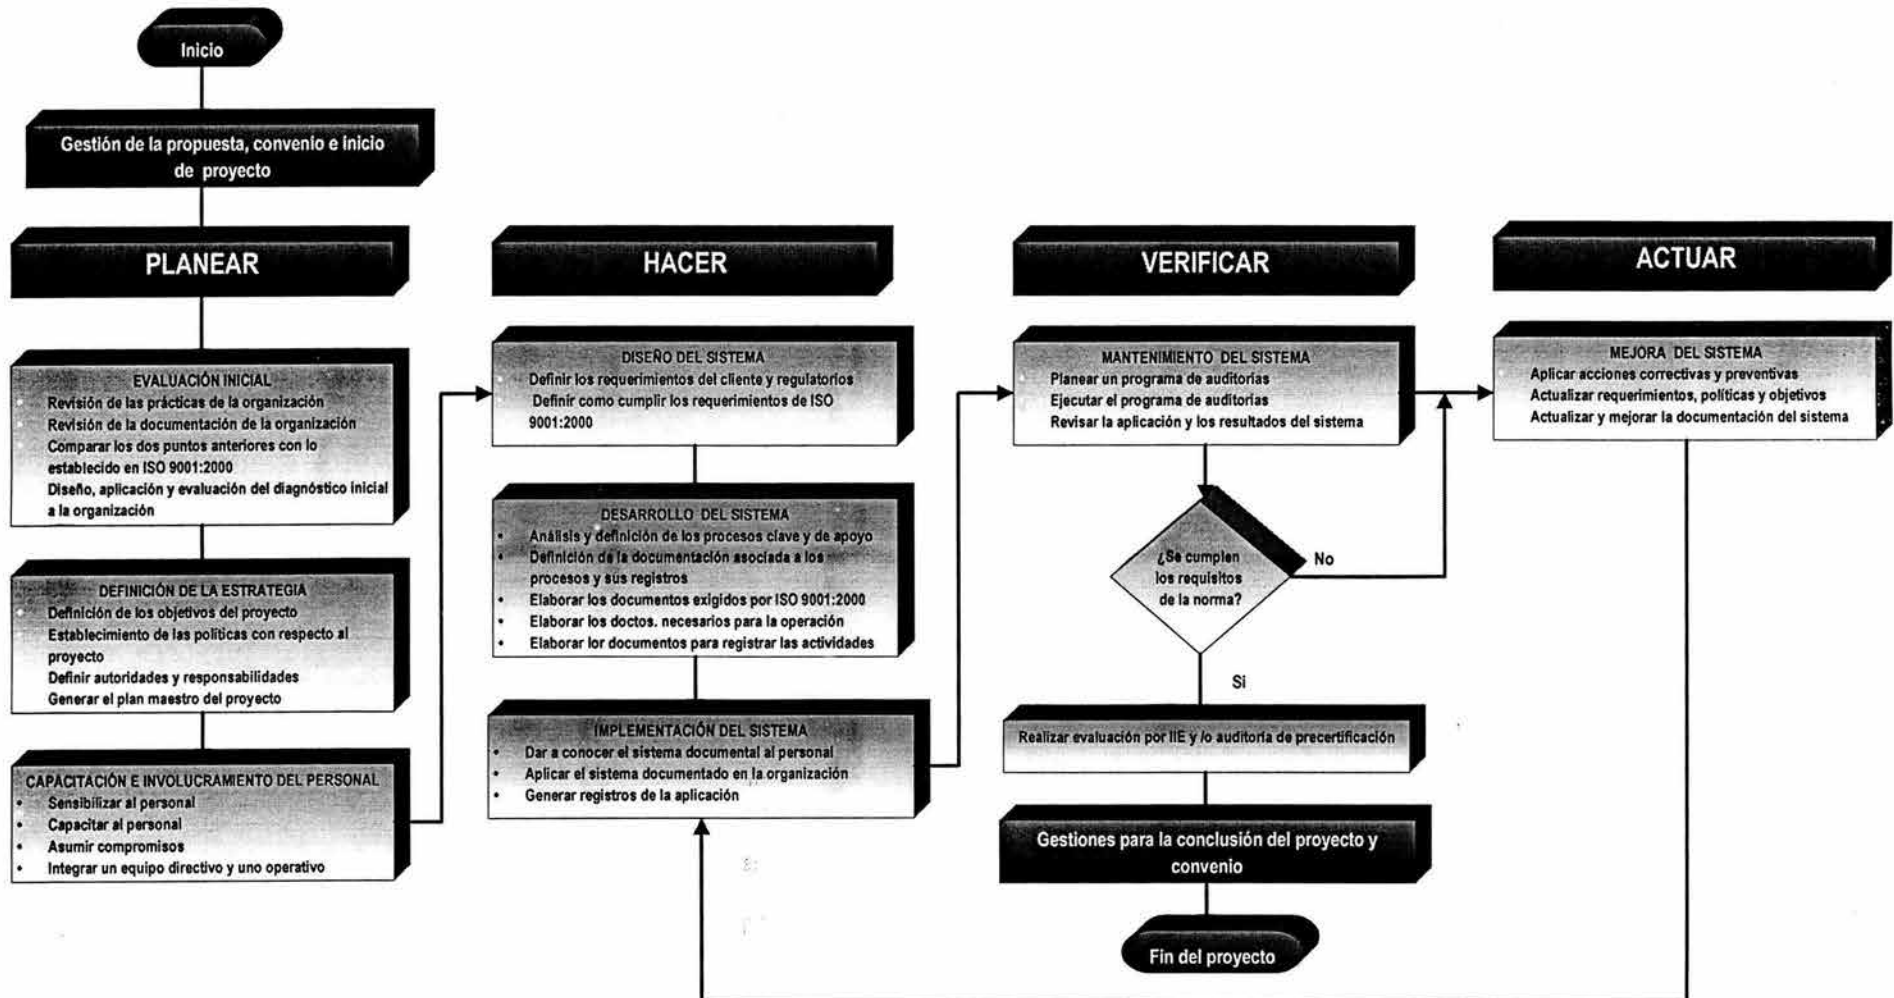 Inicio
Gestión de la propuesta, convenio e inicio
de proyecto
PLANEAR
EVALUACIÓN INICIAL
Revisión de las prácticas de la organización
Revisión de la documentación de la organización
Comparar los dos puntos anteriores con lo
establecido en ISO 9001:2000
Diseño, aplicación y evaluación del diagnóstico inicial
a la organización
DEFINICIÓN DE LA ESTRATEGIA
Definición de los objetivos del proyecto
Establecimiento de las políticas con respecto al
proyecto
Definir autoridades y responsabilidades
Generar el plan maestro del proyecto
CAPACITACIÓN E INVOLUCRAMIENTO DEL PERSONAL
• Sensibilizar al personal
• Capacitar al personal
• Asumir compromisos
• Integrar un equipo directivo y uno operativo
HACER
DISEÑO DEL SISTEMA
Definir los requerimientos del cliente y regulatorios
Definir como cumplir los requerimientos de ISO
9001:2000
DESARROLLO DEL SISTEMA
• Análisis y definición de los procesos clave y de apoyo
• Definición de la documentación asociada a los
procesos y sus registros
• Elaborar los documentos exigidos por ISO 9001:2000
• Elaborar los doctos. necesarios para la operación
• Elaborar lor documentos para registrar las actividades
IMPLEMENTACIÓN DEL SISTEMA
• Dar a conocer el sistema documental al personal
• Aplicar el sistema documentado en la organización
• Generar registros de la aplicación
VERIFICAR
MANTENIMIENTO DEL SISTEMA
Planear un programa de auditorías
Ejecutar el programa de auditorías
Revisar la aplicación y los resultados del sistema
¿Se cumplen
los requisitos
de la norma?
No
Si
Realizar evaluación por IIE y /o auditoría de precertificación
Gestiones para la conclusión del proyecto y
convenio
Fin del proyecto
ACTUAR
MEJORA DEL SISTEMA
Aplicar acciones correctivas y preventivas
Actualizar requerimientos, políticas y objetivos
Actualizar y mejorar la documentación del sistema